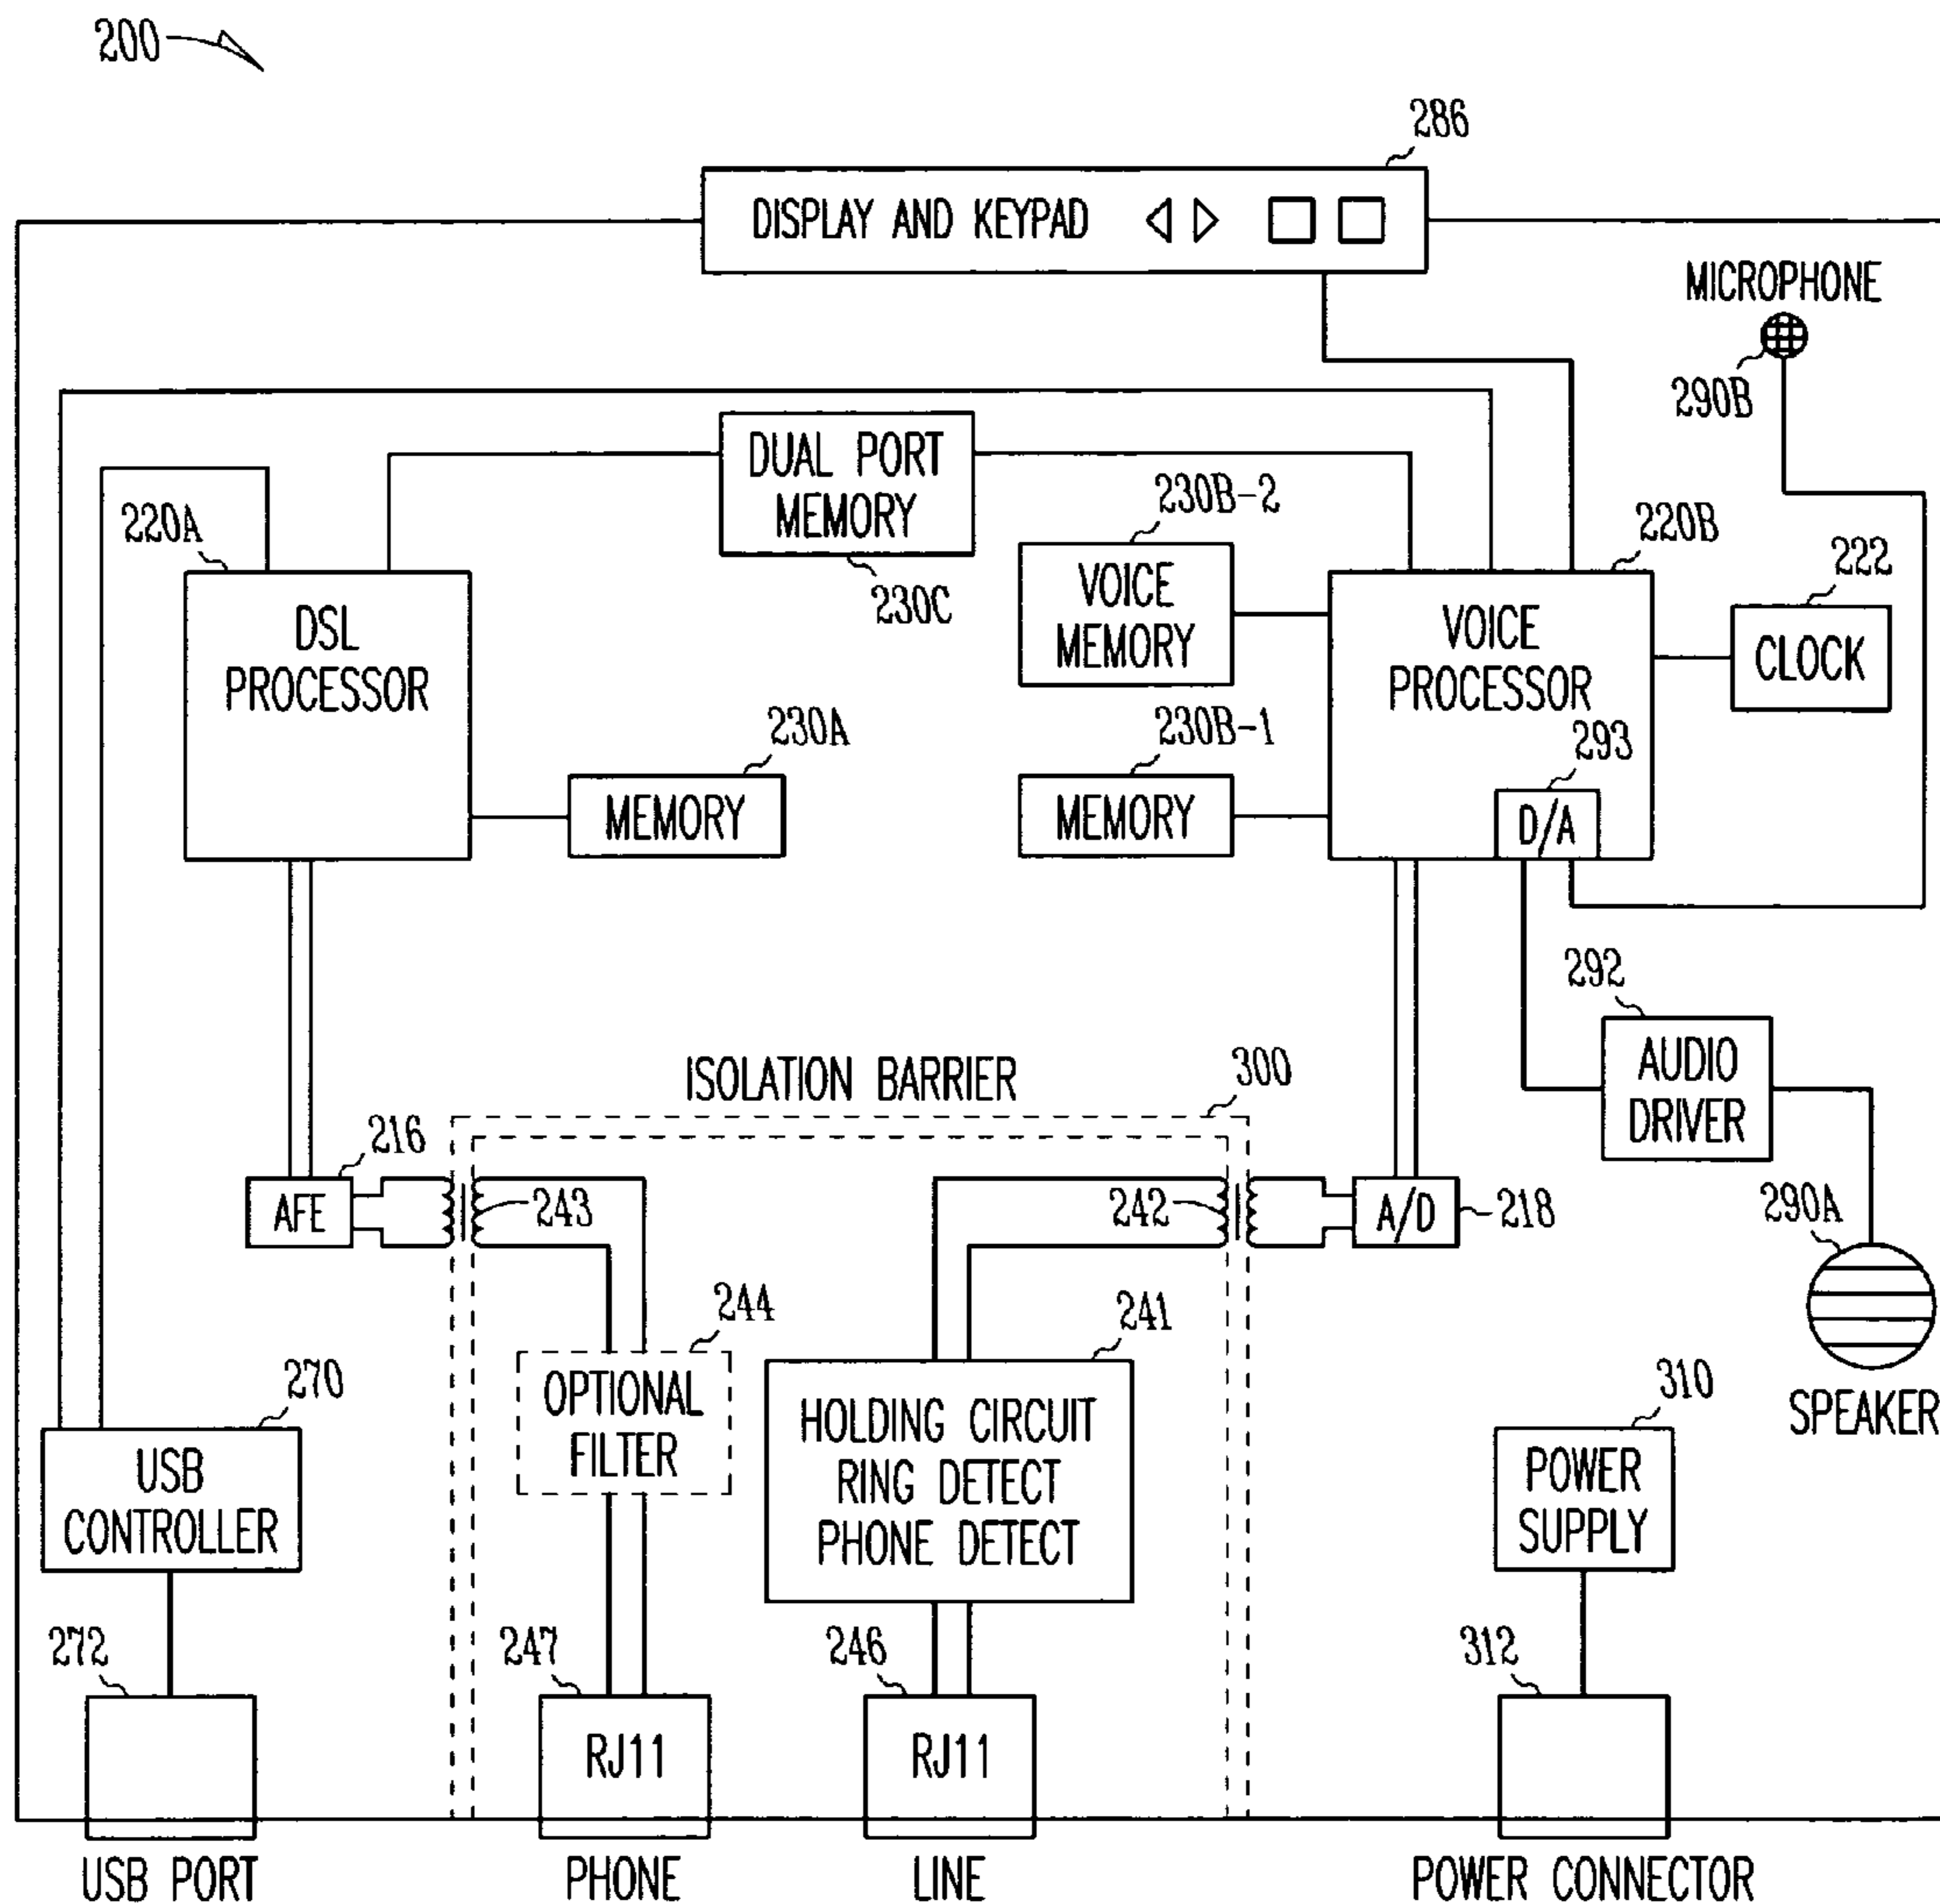 200
286
DISPLAY AND KEYPAD
MICROPHONE
290B
DUAL PORT
MEMORY
230C
220A
DSL
PROCESSOR
230A
MEMORY
230B-2
VOICE
MEMORY
230B-1
MEMORY
220B
VOICE
PROCESSOR
293
D/A
222
CLOCK
292
AUDIO
DRIVER
290A
SPEAKER
ISOLATION BARRIER
300
216
AFE
243
242
A/D
218
244
OPTIONAL
FILTER
241
HOLDING CIRCUIT
RING DETECT
PHONE DETECT
270
USB
CONTROLLER
310
POWER
SUPPLY
272
247
RJ11
246
RJ11
312
USB PORT
PHONE
LINE
POWER CONNECTOR